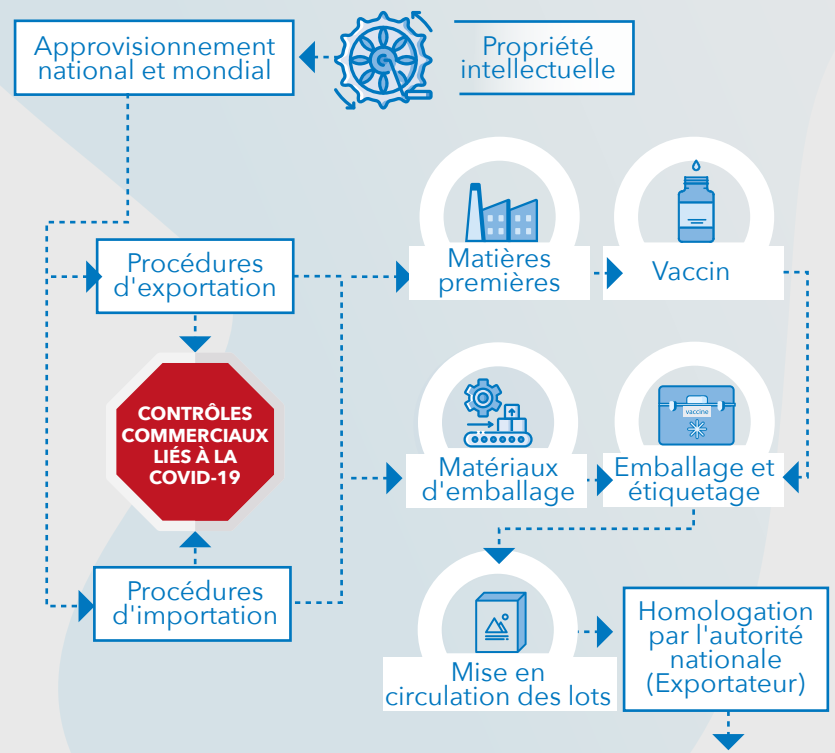 Approvisionnement
national et mondial
Propriété
intellectuelle
Procédures
d'exportation
Matières
premières
Vaccin
CONTRÔLES
COMMERCIAUX
LIÉS À LA
COVID-19
vaccine
Matériaux
d'emballage
Emballage et
étiquetage
Procédures
d'importation
Mise en
circulation des lots
Homologation
par l'autorité
nationale
(Exportateur)